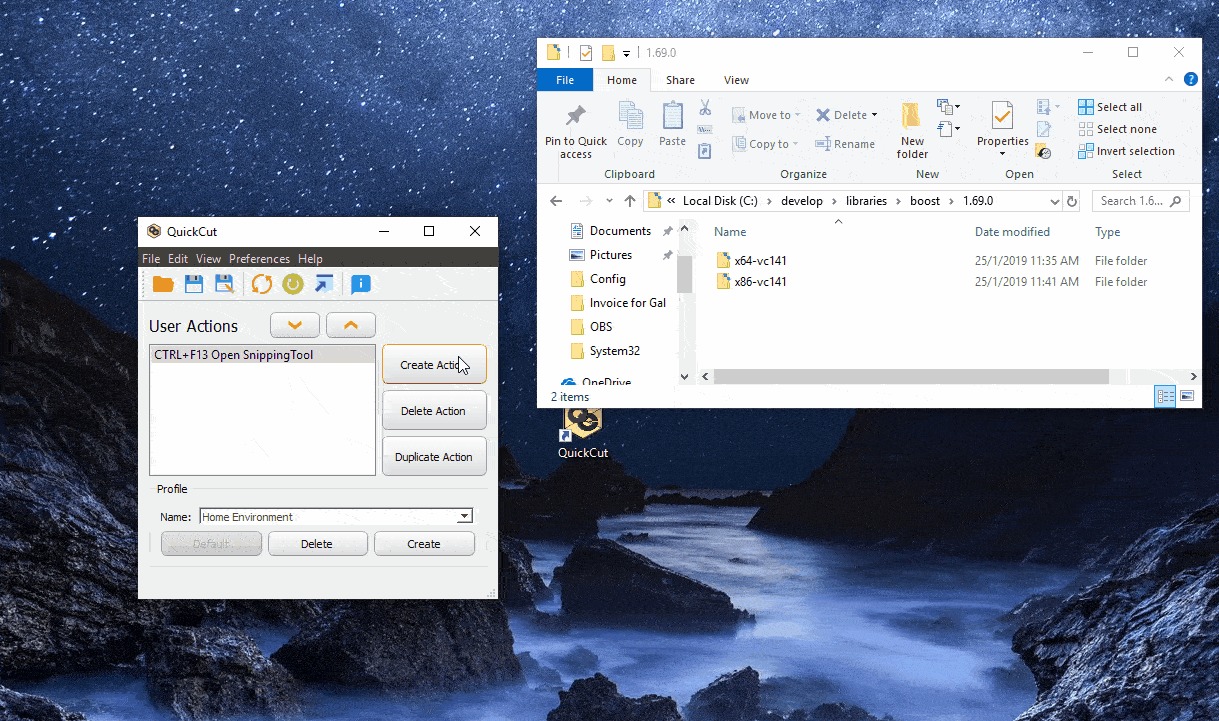 1.69.0
File Home Share View
Pin to Quick access
Copy
Paste
Move to
Copy to
Delete
Rename
New folder
Properties
Select all
Select none
Invert selection
Clipboard Organize New Open Select
« Local Disk (C:) › develop › libraries › boost › 1.69.0
Search 1.6...
Documents
Pictures
Config
Invoice for Gal
OBS
System32
OneDrive
Name Date modified Type
x64-vc141 25/1/2019 11:35 AM File folder
x86-vc141 25/1/2019 11:41 AM File folder
2 items
QuickCut
QuickCut
File Edit View Preferences Help
User Actions
CTRL+F13 Open SnippingTool
Create Action
Delete Action
Duplicate Action
Profile
Name: Home Environment
Default Delete Create